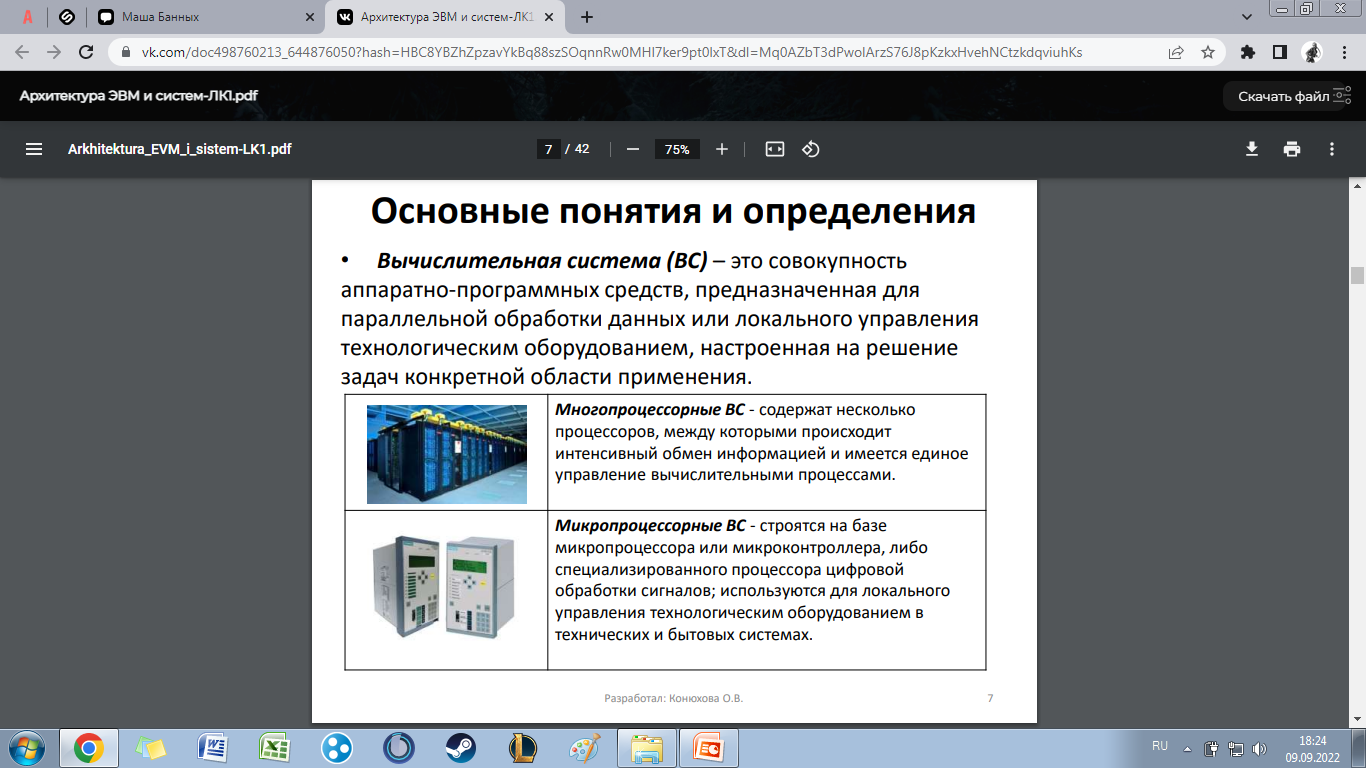 Маша Банных
Архитектура ЭВМ и систем-ЛК1
vk.com/doc498760213_644876050?hash=HBC8YBZhZpzavYkBq88szSOqnnRw0MHl7ker9pt0lxT&dl=Mq0AZbT3dPwolArzS76J8pKzkxHvehNCtzkdqviuhKs
Архитектура ЭВМ и систем-ЛК1.pdf
Скачать файл
Arkhitektura_EVM_i_sistem-LK1.pdf
7 / 42
75%
Основные понятия и определения
• Вычислительная система (ВС) – это совокупность
аппаратно-программных средств, предназначенная для
параллельной обработки данных или локального управления
технологическим оборудованием, настроенная на решение
задач конкретной области применения.
Многопроцессорные ВС - содержат несколько
процессоров, между которыми происходит
интенсивный обмен информацией и имеется единое
управление вычислительными процессами.
Микропроцессорные ВС - строятся на базе
микропроцессора или микроконтроллера, либо
специализированного процессора цифровой
обработки сигналов; используются для локального
управления технологическим оборудованием в
технических и бытовых системах.
Разработал: Конюхова О.В.
7
RU
18:24
09.09.2022